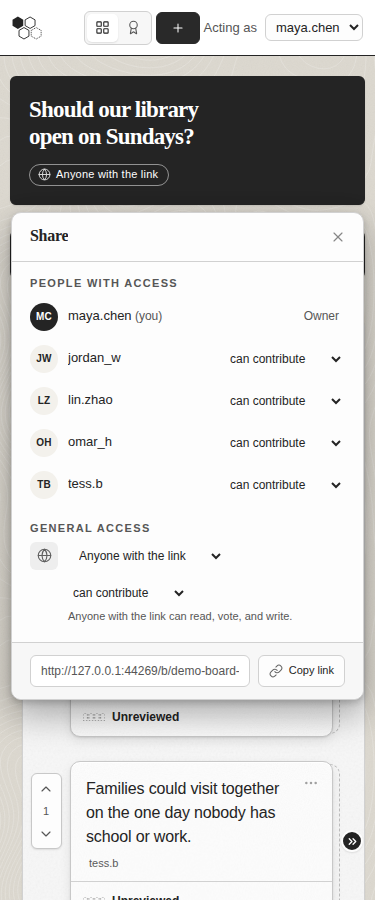 Acting as
maya.chen
Should our library
open on Sundays?
Anyone with the link
Share
PEOPLE WITH ACCESS
MC
maya.chen (you)
Owner
JW
jordan_w
can contribute
LZ
lin.zhao
can contribute
OH
omar_h
can contribute
TB
tess.b
can contribute
GENERAL ACCESS
Anyone with the link
can contribute
Anyone with the link can read, vote, and write.
http://127.0.0.1:44269/b/demo-board-
Copy link
Unreviewed
1
Families could visit together
on the one day nobody has
school or work.
tess.b
Unreviewed